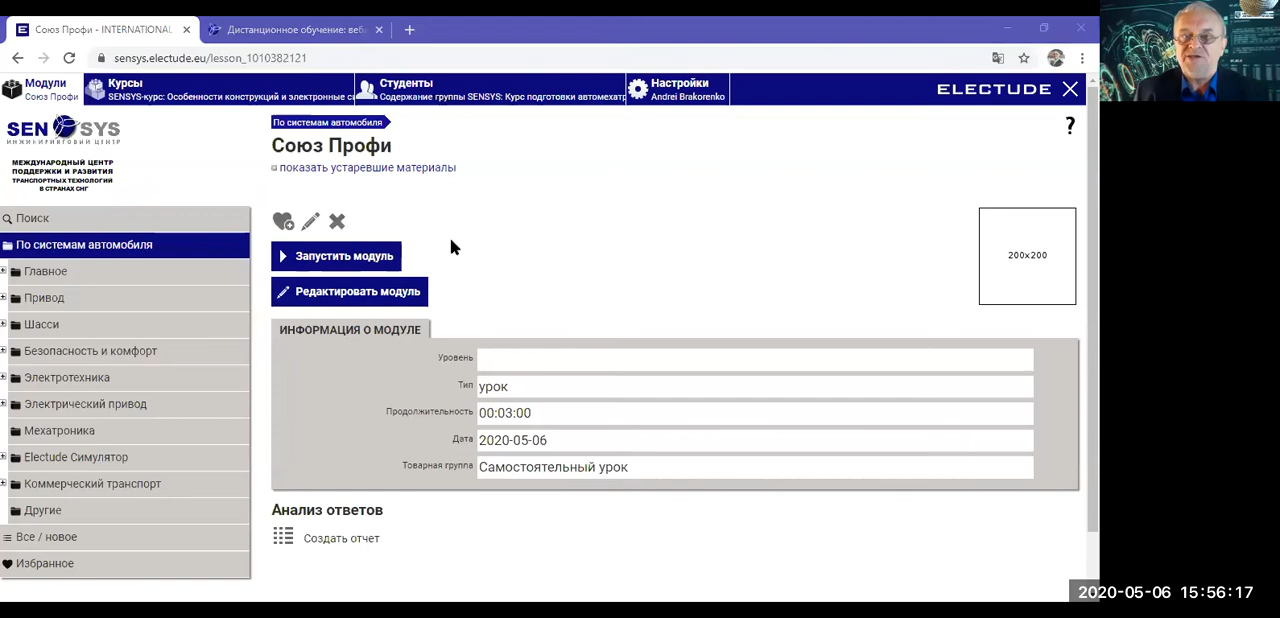 Союз Профи - INTERNATIONAL
Дистанционное обучение: веб
sensys.electude.eu/lesson_1010382121
Модули
Союз Профи
Курсы
SENSYS-курс: Особенности конструкций и электронные си
Студенты
Содержание группы SENSYS: Курс подготовки автомехат
Настройки
Andrei Brakorenko
ELECTUDE
SENSYS
ИНЖИНИРИНГОВЫЙ ЦЕНТР
МЕЖДУНАРОДНЫЙ ЦЕНТР
ПОДДЕРЖКИ И РАЗВИТИЯ
ТРАНСПОРТНЫХ ТЕХНОЛОГИЙ
В СТРАНАХ СНГ
По системам автомобиля
?
Союз Профи
показать устаревшие материалы
Поиск
По системам автомобиля
Главное
Привод
Шасси
Безопасность и комфорт
Электротехника
Электрический привод
Мехатроника
Electude Симулятор
Коммерческий транспорт
Другие
Все / новое
Избранное
Запустить модуль
Редактировать модуль
200x200
ИНФОРМАЦИЯ О МОДУЛЕ
Уровень
Тип урок
Продолжительность 00:03:00
Дата 2020-05-06
Товарная группа Самостоятельный урок
Анализ ответов
Создать отчет
2020-05-06 15:56:17